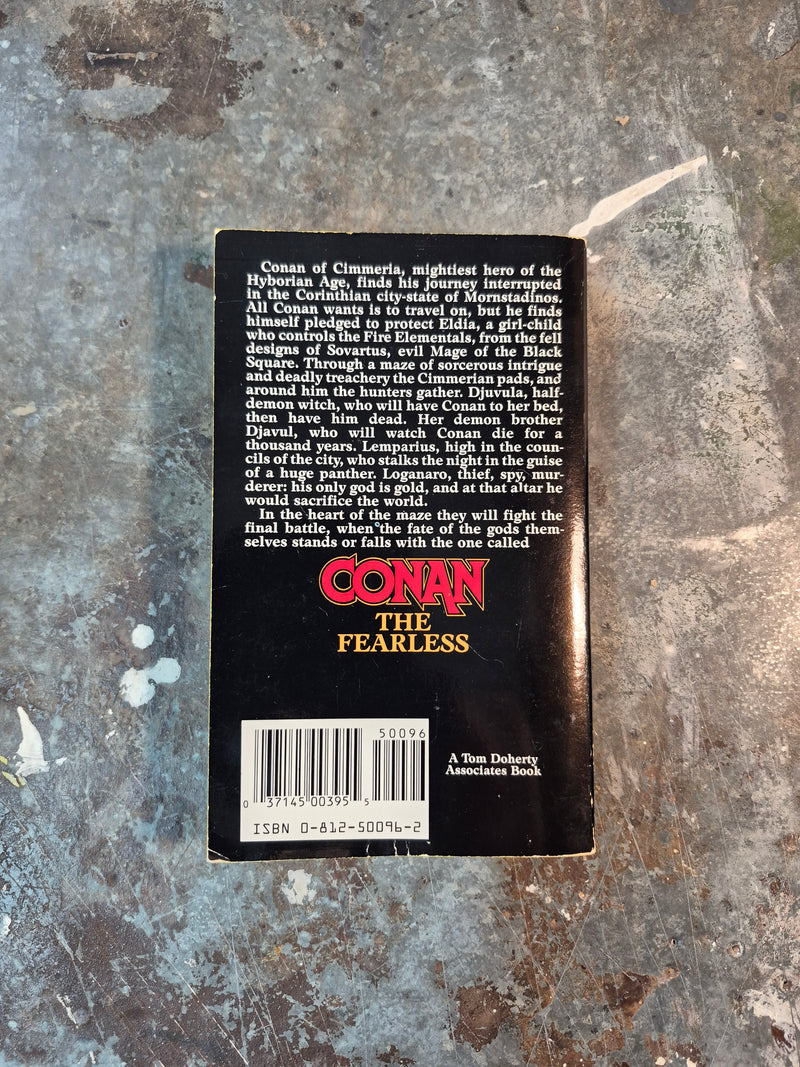 Conan of Cimmeria, mightiest hero of the
Hyborian Age, finds his journey interrupted
in the Corinthian city-state of Mornstadinos.
All Conan wants is to travel on, but he finds
himself pledged to protect Eldia, a girl-child
who controls the Fire Elementals, from the fell
designs of Sovartus, evil Mage of the Black
Square. Through a maze of sorcerous intrigue
and deadly treachery the Cimmerian pads, and
around him the hunters gather. Djuvula, half-
demon witch, who will have Conan to her bed,
then have him dead. Her demon brother
Djavul, who will watch Conan die for a
thousand years. Lemparius, high in the coun-
cils of the city, who stalks the night in the guise
of a huge panther. Loganaro, thief, spy, mur-
derer: his only god is gold, and at that altar he
would sacrifice the world.
In the heart of the maze they will fight the
final battle, when the fate of the gods them-
selves stands or falls with the one called
CONAN
THE
FEARLESS
50096
0 37145 00395 5
ISBN 0-812-50096-2
A Tom Doherty
Associates Book